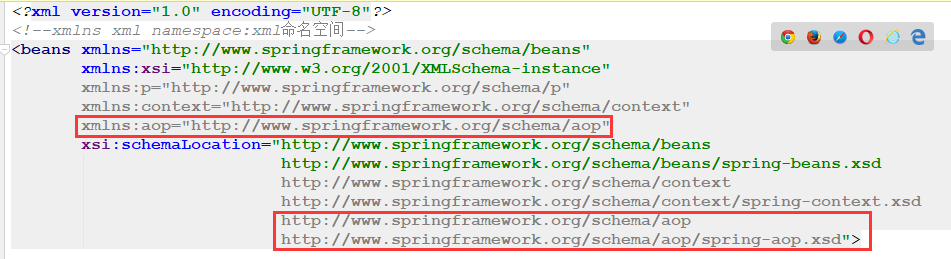 <?xml version="1.0" encoding="UTF-8"?>
<!--xmlns xml namespace:xml命名空间-->
<beans xmlns="http://www.springframework.org/schema/beans"
xmlns:xsi="http://www.w3.org/2001/XMLSchema-instance"
xmlns:p="http://www.springframework.org/schema/p"
xmlns:context="http://www.springframework.org/schema/context"
xmlns:aop="http://www.springframework.org/schema/aop"
xsi:schemaLocation="http://www.springframework.org/schema/beans
http://www.springframework.org/schema/beans/spring-beans.xsd
http://www.springframework.org/schema/context
http://www.springframework.org/schema/context/spring-context.xsd
http://www.springframework.org/schema/aop
http://www.springframework.org/schema/aop/spring-aop.xsd">